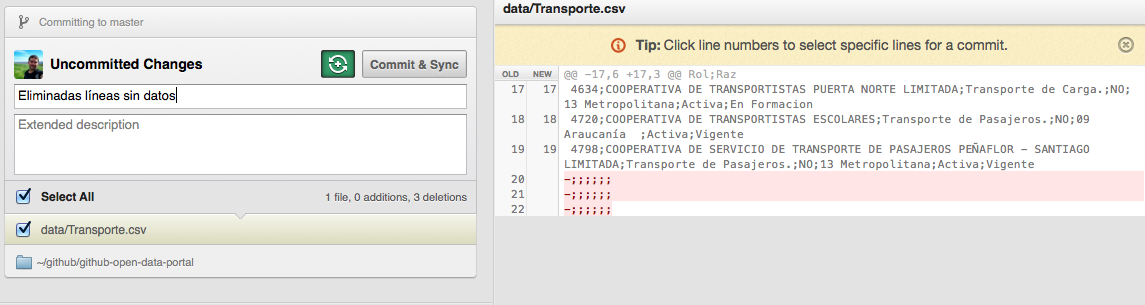 Committing to master
Uncommitted Changes
Commit & Sync
Eliminadas líneas sin datos
Extended description
Select All
1 file, 0 additions, 3 deletions
data/Transporte.csv
~/github/github-open-data-portal
data/Transporte.csv
Tip: Click line numbers to select specific lines for a commit.
OLD NEW @@ -17,6 +17,3 @@ Rol;Raz
17 17 4634;COOPERATIVA DE TRANSPORTISTAS PUERTA NORTE LIMITADA;Transporte de Carga.;NO;
13 Metropolitana;Activa;En Formacion
18 18 4720;COOPERATIVA DE TRANSPORTISTAS ESCOLARES;Transporte de Pasajeros.;NO;09
Araucanía ;Activa;Vigente
19 19 4798;COOPERATIVA DE SERVICIO DE TRANSPORTE DE PASAJEROS PEÑAFLOR - SANTIAGO
LIMITADA;Transporte de Pasajeros.;NO;13 Metropolitana;Activa;Vigente
20 -;;;;;;
21 -;;;;;;
22 -;;;;;;